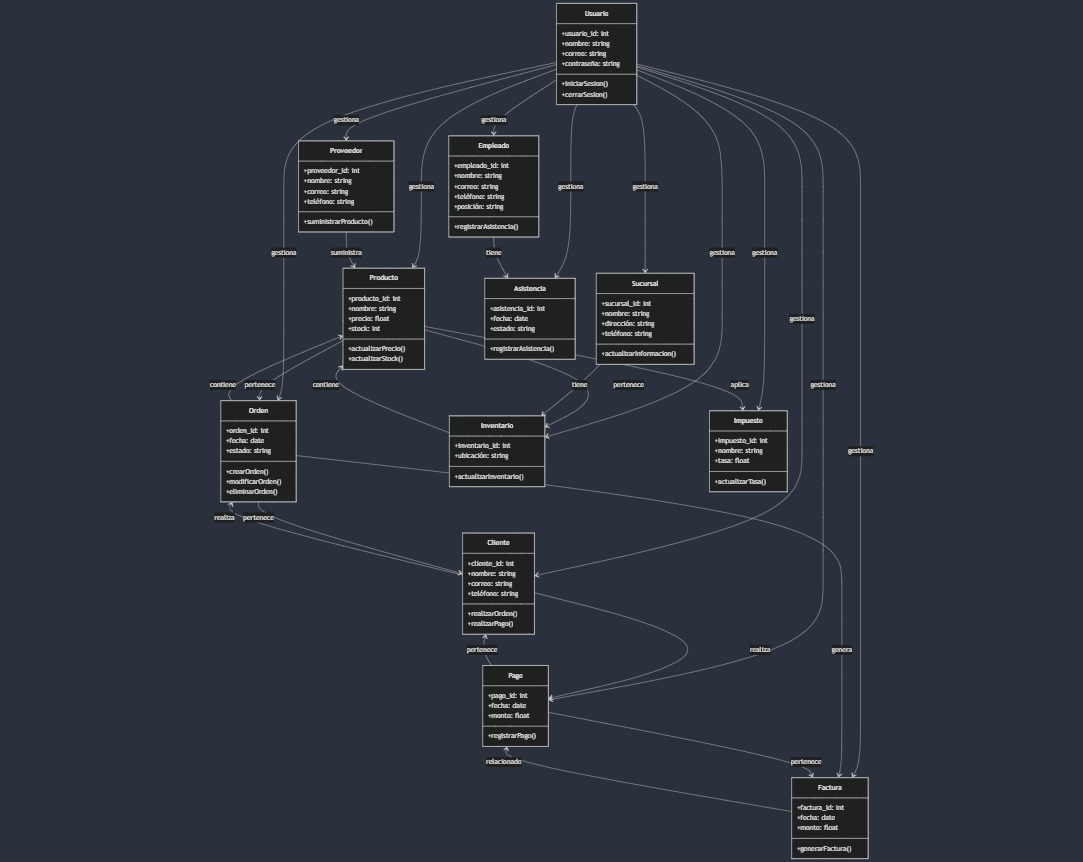 Usuario
+usuario_id: int
+nombre: string
+correo: string
+contraseña: string
+iniciarSesion()
+cerrarSesion()
gestiona
gestiona
Proveedor
+proveedor_id: int
+nombre: string
+correo: string
+teléfono: string
+suministrarProducto()
Empleado
+empleado_id: int
+nombre: string
+correo: string
+teléfono: string
+posición: string
+registrarAsistencia()
gestiona
gestiona
gestiona
gestiona
suministra
tiene
gestiona
gestiona
Producto
+producto_id: int
+nombre: string
+precio: float
+stock: int
+actualizarPrecio()
+actualizarStock()
Asistencia
+asistencia_id: int
+fecha: date
+estado: string
+registrarAsistencia()
Sucursal
+sucursal_id: int
+nombre: string
+dirección: string
+teléfono: string
+actualizarInformacion()
gestiona
contiene
pertenece
contiene
tiene
pertenece
aplica
gestiona
Orden
+orden_id: int
+fecha: date
+estado: string
+crearOrden()
+modificarOrden()
+eliminarOrden()
Inventario
+inventario_id: int
+ubicación: string
+actualizarInventario()
Impuesto
+impuesto_id: int
+nombre: string
+tasa: float
+actualizarTasa()
gestiona
realiza
pertenece
Cliente
+cliente_id: int
+nombre: string
+correo: string
+teléfono: string
+realizarOrden()
+realizarPago()
pertenece
realiza
genera
Pago
+pago_id: int
+fecha: date
+monto: float
+registrarPago()
relacionado
pertenece
Factura
+factura_id: int
+fecha: date
+monto: float
+generarFactura()